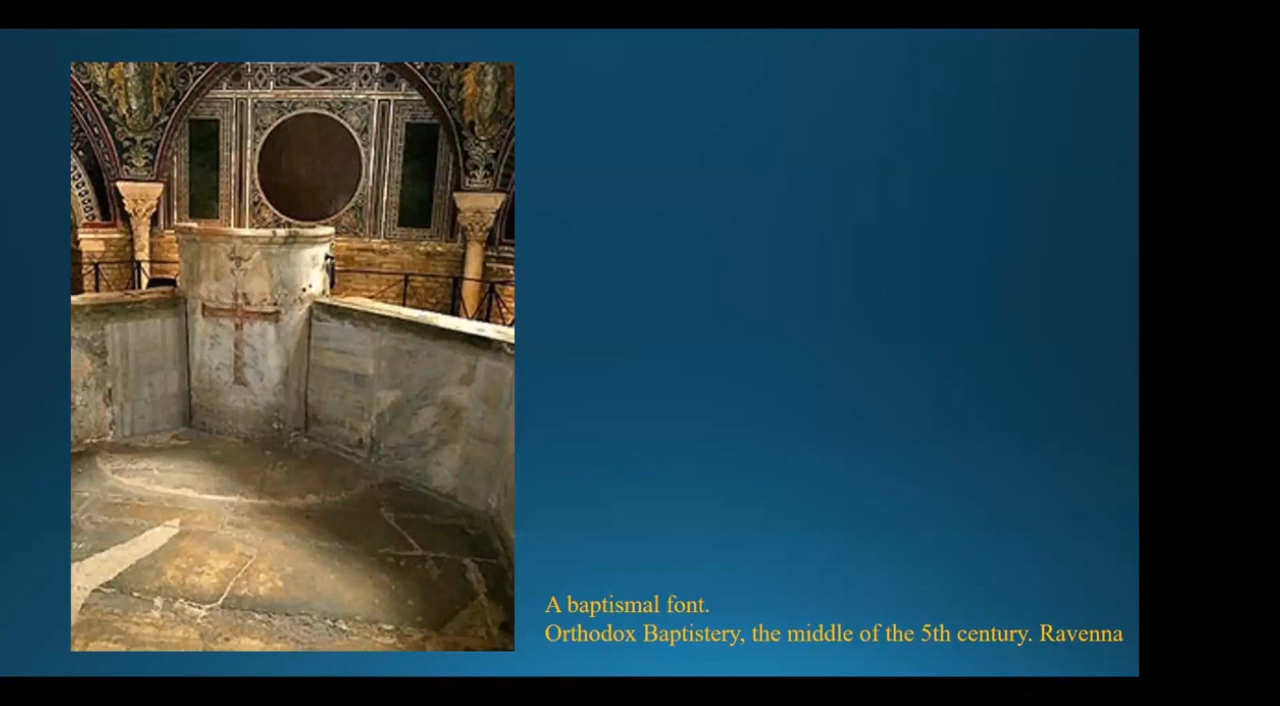 A baptismal font.
Orthodox Baptistery, the middle of the 5th century. Ravenna